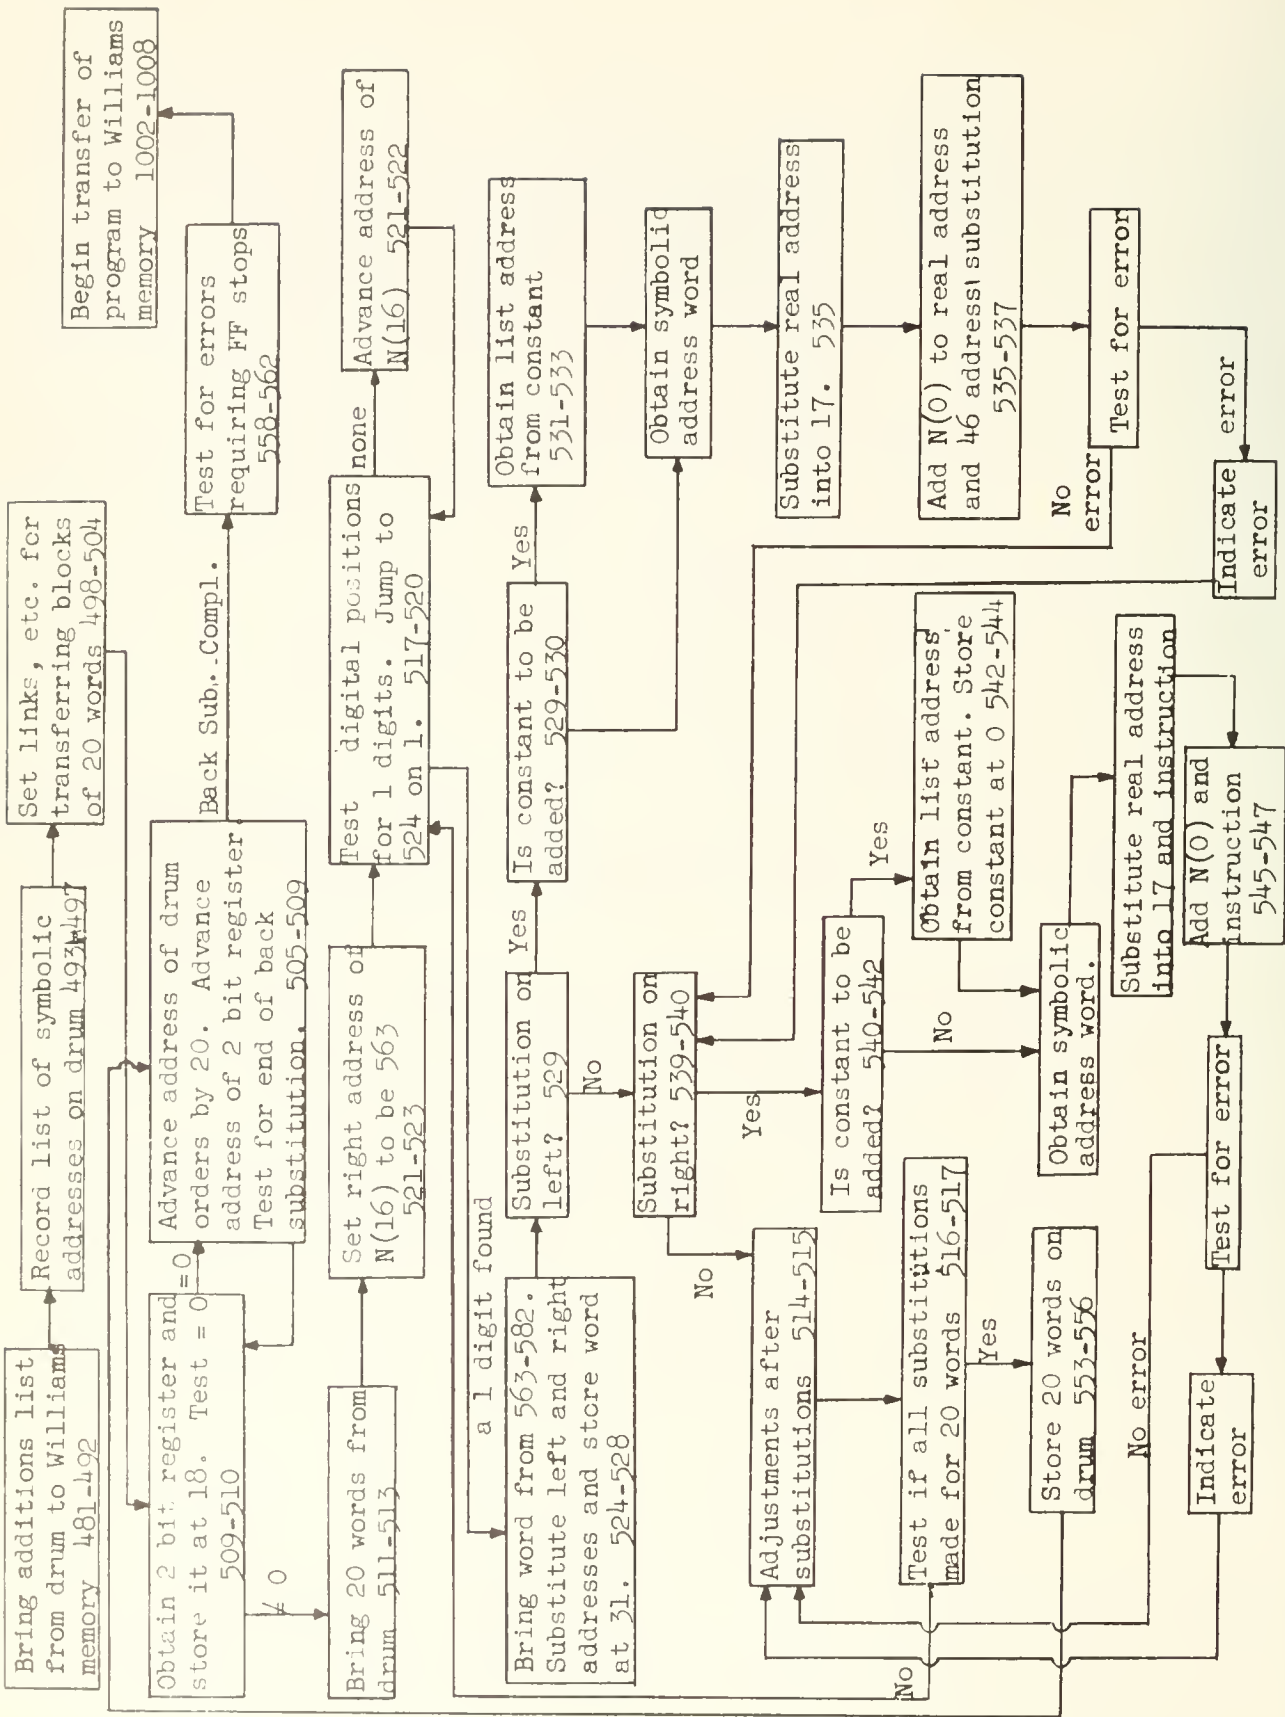 Bring additions list
from drum to Williams
memory 481-492
Record list of symbolic
addresses on drum 493-497
Set links, etc. for
transferring blocks
of 20 words 498-504
Begin transfer of
program to Williams
memory 1002-1008
Obtain 2 bit register and
store it at 18. Test = 0
509-510
=0
≠ 0
Advance address of drum
orders by 20. Advance
address of 2 bit register
Test for end of back
substitution. 505-509
Back Sub. Compl.
Test for errors
requiring FF stops
558-562
Bring 20 words from
drum 511-513
Set right address of
N(16) to be 563
521-523
Test digital positions
for 1 digits. Jump to
524 on 1. 517-520
none
Advance address of
N(16) 521-522
a 1 digit found
Bring word from 563-582.
Substitute left and right
addresses and store word
at 31. 524-528
Substitution on
left? 529
Yes
No
Is constant to be
added? 529-530
Yes
Obtain list address
from constant
531-533
Obtain symbolic
address word
Substitute real address
into 17. 535
Add N(0) to real address
and 46 address substitution
535-537
Test for error
No
error
error
Indicate
error
Substitution on
right? 539-540
No
Yes
Is constant to be
added? 540-542
Yes
No
Obtain list address
from constant. Store
constant at 0 542-544
Obtain symbolic
address word.
Substitute real address
into 17 and instruction
Add N(0) and
instruction
545-547
Test for error
No error
Indicate
error
Adjustments after
substitutions 514-515
Test if all substitutions
made for 20 words 516-517
No
Yes
Store 20 words on
drum 553-556